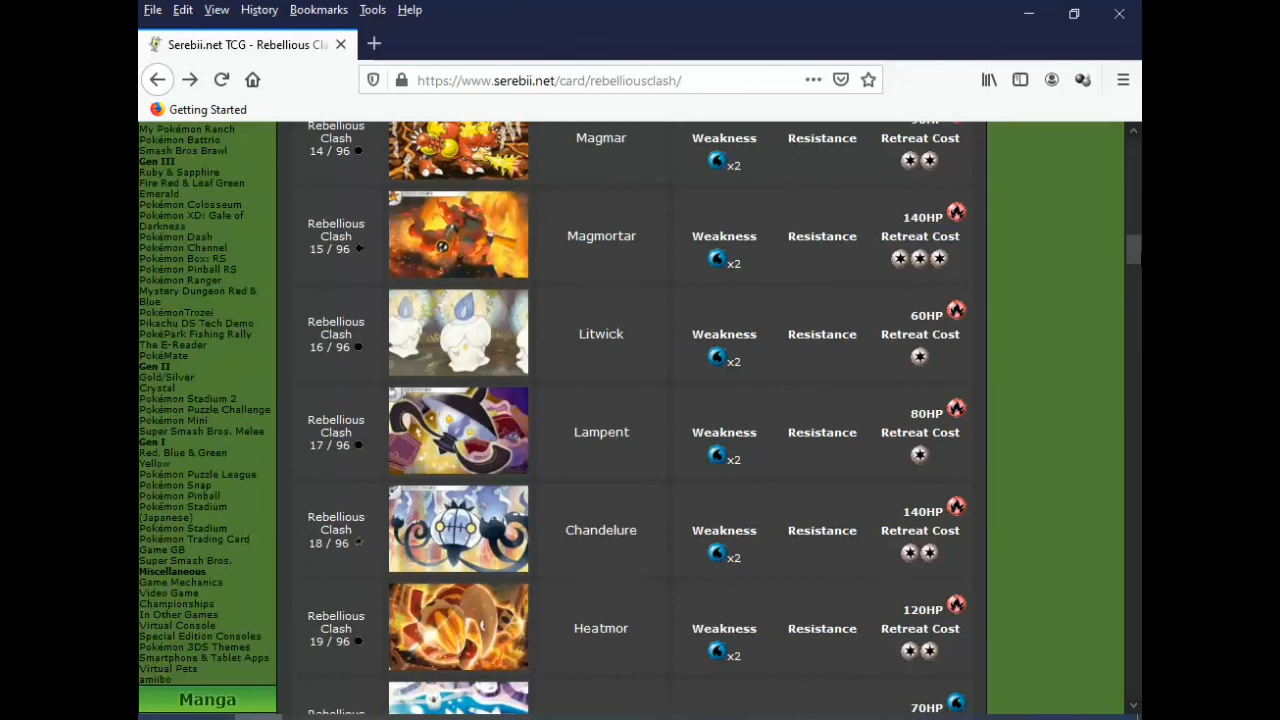 File Edit View History Bookmarks Tools Help
Serebii.net TCG - Rebellious Cla
https://www.serebii.net/card/rebelliousclash/
Getting Started
My Pokémon Ranch
Pokémon Battrio
Smash Bros Brawl
Gen III
Ruby & Sapphire
Fire Red & Leaf Green
Emerald
Pokémon Colosseum
Pokémon XD: Gale of
Darkness
Pokémon Dash
Pokémon Channel
Pokémon Box: RS
Pokémon Pinball RS
Pokémon Ranger
Mystery Dungeon Red &
Blue
PokémonTrozei
Pikachu DS Tech Demo
PokéPark Fishing Rally
The E-Reader
PokéMate
Gen II
Gold/Silver
Crystal
Pokémon Stadium 2
Pokémon Puzzle Challenge
Pokémon Mini
Super Smash Bros. Melee
Gen I
Red, Blue & Green
Yellow
Pokémon Puzzle League
Pokémon Snap
Pokémon Pinball
Pokémon Stadium
(Japanese)
Pokémon Stadium
Pokémon Trading Card
Game GB
Super Smash Bros.
Miscellaneous
Game Mechanics
Video Game
Championships
In Other Games
Virtual Console
Special Edition Consoles
Pokémon 3DS Themes
Smartphone & Tablet Apps
Virtual Pets
amiibo
Manga
Rebellious
Clash
14 / 96
Magmar
Weakness
x2
Resistance
90HP
Retreat Cost
Rebellious
Clash
15 / 96
Magmortar
Weakness
x2
Resistance
140HP
Retreat Cost
Rebellious
Clash
16 / 96
Litwick
Weakness
x2
Resistance
60HP
Retreat Cost
Rebellious
Clash
17 / 96
Lampent
Weakness
x2
Resistance
80HP
Retreat Cost
Rebellious
Clash
18 / 96
Chandelure
Weakness
x2
Resistance
140HP
Retreat Cost
Rebellious
Clash
19 / 96
Heatmor
Weakness
x2
Resistance
120HP
Retreat Cost
Rebellious
70HP